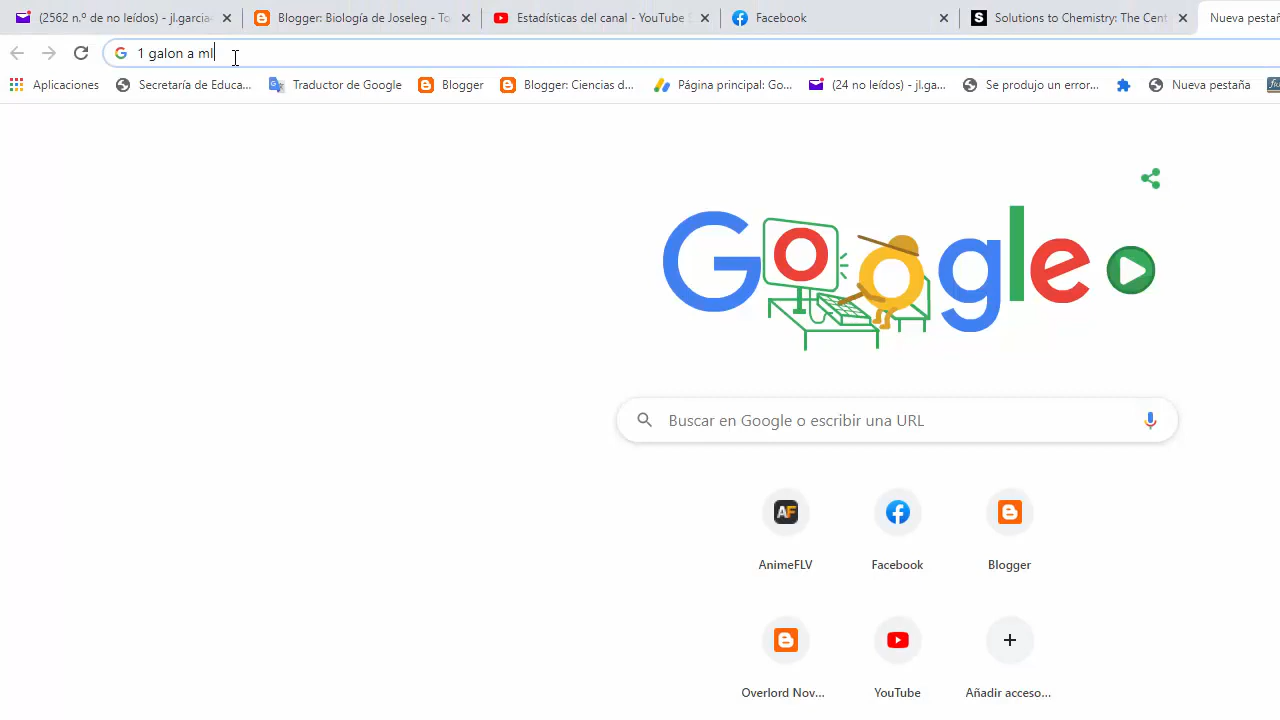 (2562 n.º de no leídos) - jl.garcia
Blogger: Biología de Joseleg - To
Estadísticas del canal - YouTube S
Facebook
Solutions to Chemistry: The Cent
Nueva pestañ
1 galon a ml
Aplicaciones
Secretaría de Educa...
Traductor de Google
Blogger
Blogger: Ciencias d...
Página principal: Go...
(24 no leídos) - jl.ga...
Se produjo un error...
Nueva pestaña
Google
Buscar en Google o escribir una URL
AF
AnimeFLV
Facebook
Blogger
Overlord Nov...
YouTube
Añadir acceso...